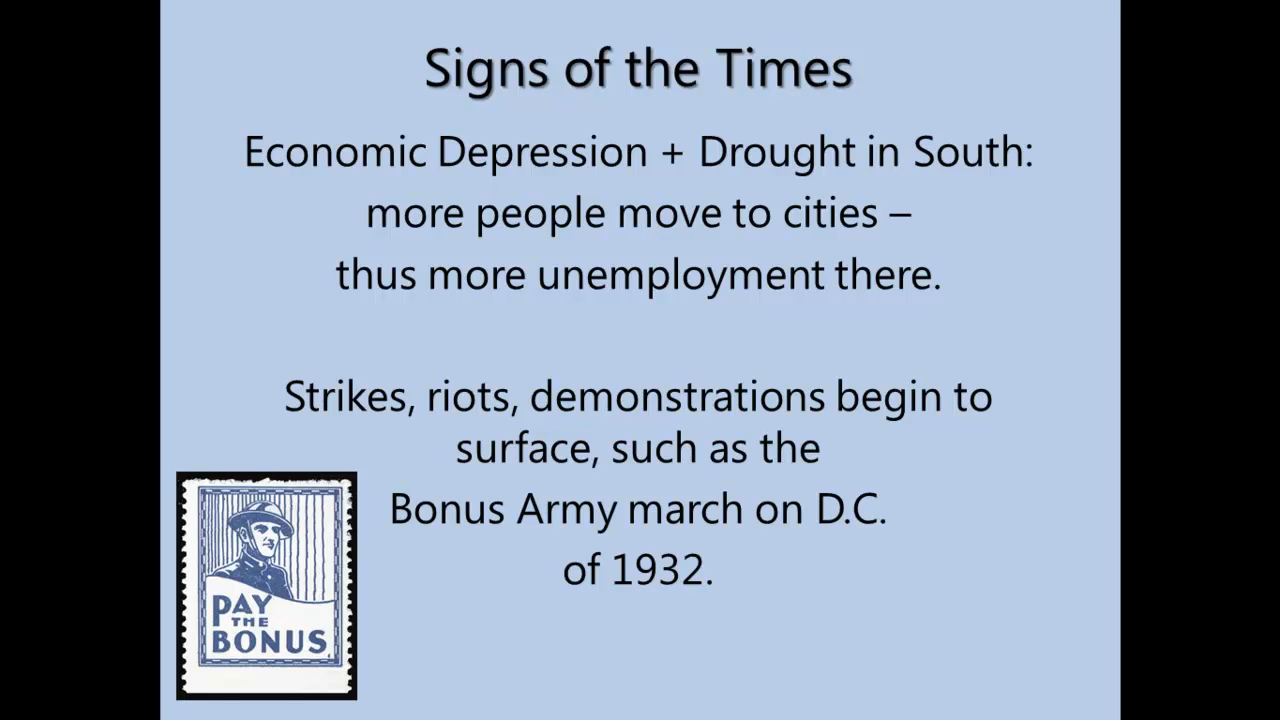 Signs of the Times
Economic Depression + Drought in South:
more people move to cities –
thus more unemployment there.
Strikes, riots, demonstrations begin to
surface, such as the
Bonus Army march on D.C.
of 1932.
PAY
THE
BONUS